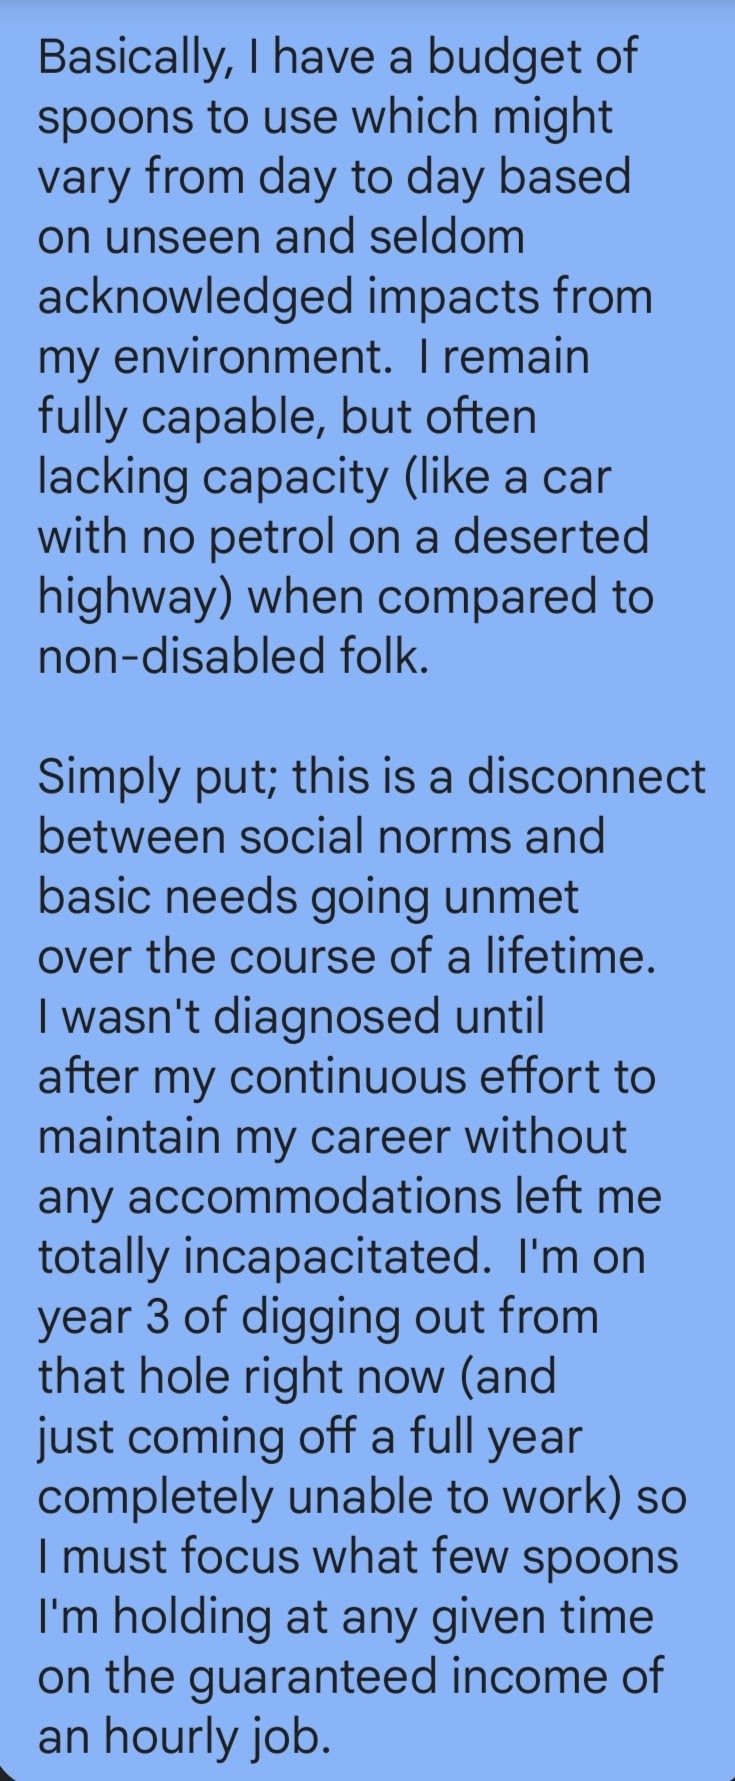 Basically, I have a budget of
spoons to use which might
vary from day to day based
on unseen and seldom
acknowledged impacts from
my environment.  I remain
fully capable, but often
lacking capacity (like a car
with no petrol on a deserted
highway) when compared to
non-disabled folk.

Simply put; this is a disconnect
between social norms and
basic needs going unmet
over the course of a lifetime.
I wasn't diagnosed until
after my continuous effort to
maintain my career without
any accommodations left me
totally incapacitated.  I'm on
year 3 of digging out from
that hole right now (and
just coming off a full year
completely unable to work) so
I must focus what few spoons
I'm holding at any given time
on the guaranteed income of
an hourly job.